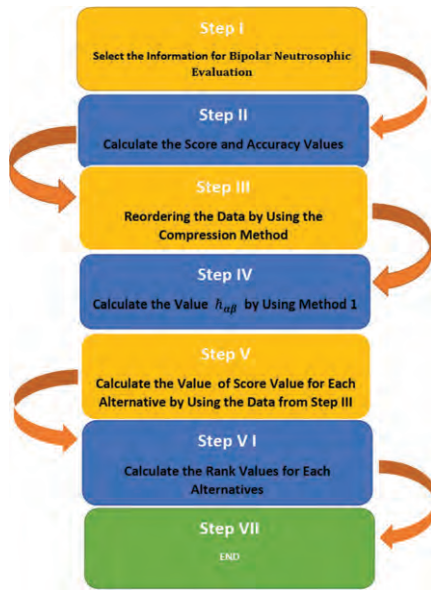 Step I
Select the Information for Bipolar Neutrosophic
Evaluation
Step II
Calculate the Score and Accuracy Values
Step III
Reordering the Data by Using the
Compression Method
Step IV
Calculate the Value ℏαβ by Using Method 1
Step V
Calculate the Value of Score Value for Each
Alternative by Using the Data from Step III
Step V I
Calculate the Rank Values for Each
Alternatives
Step VII
END